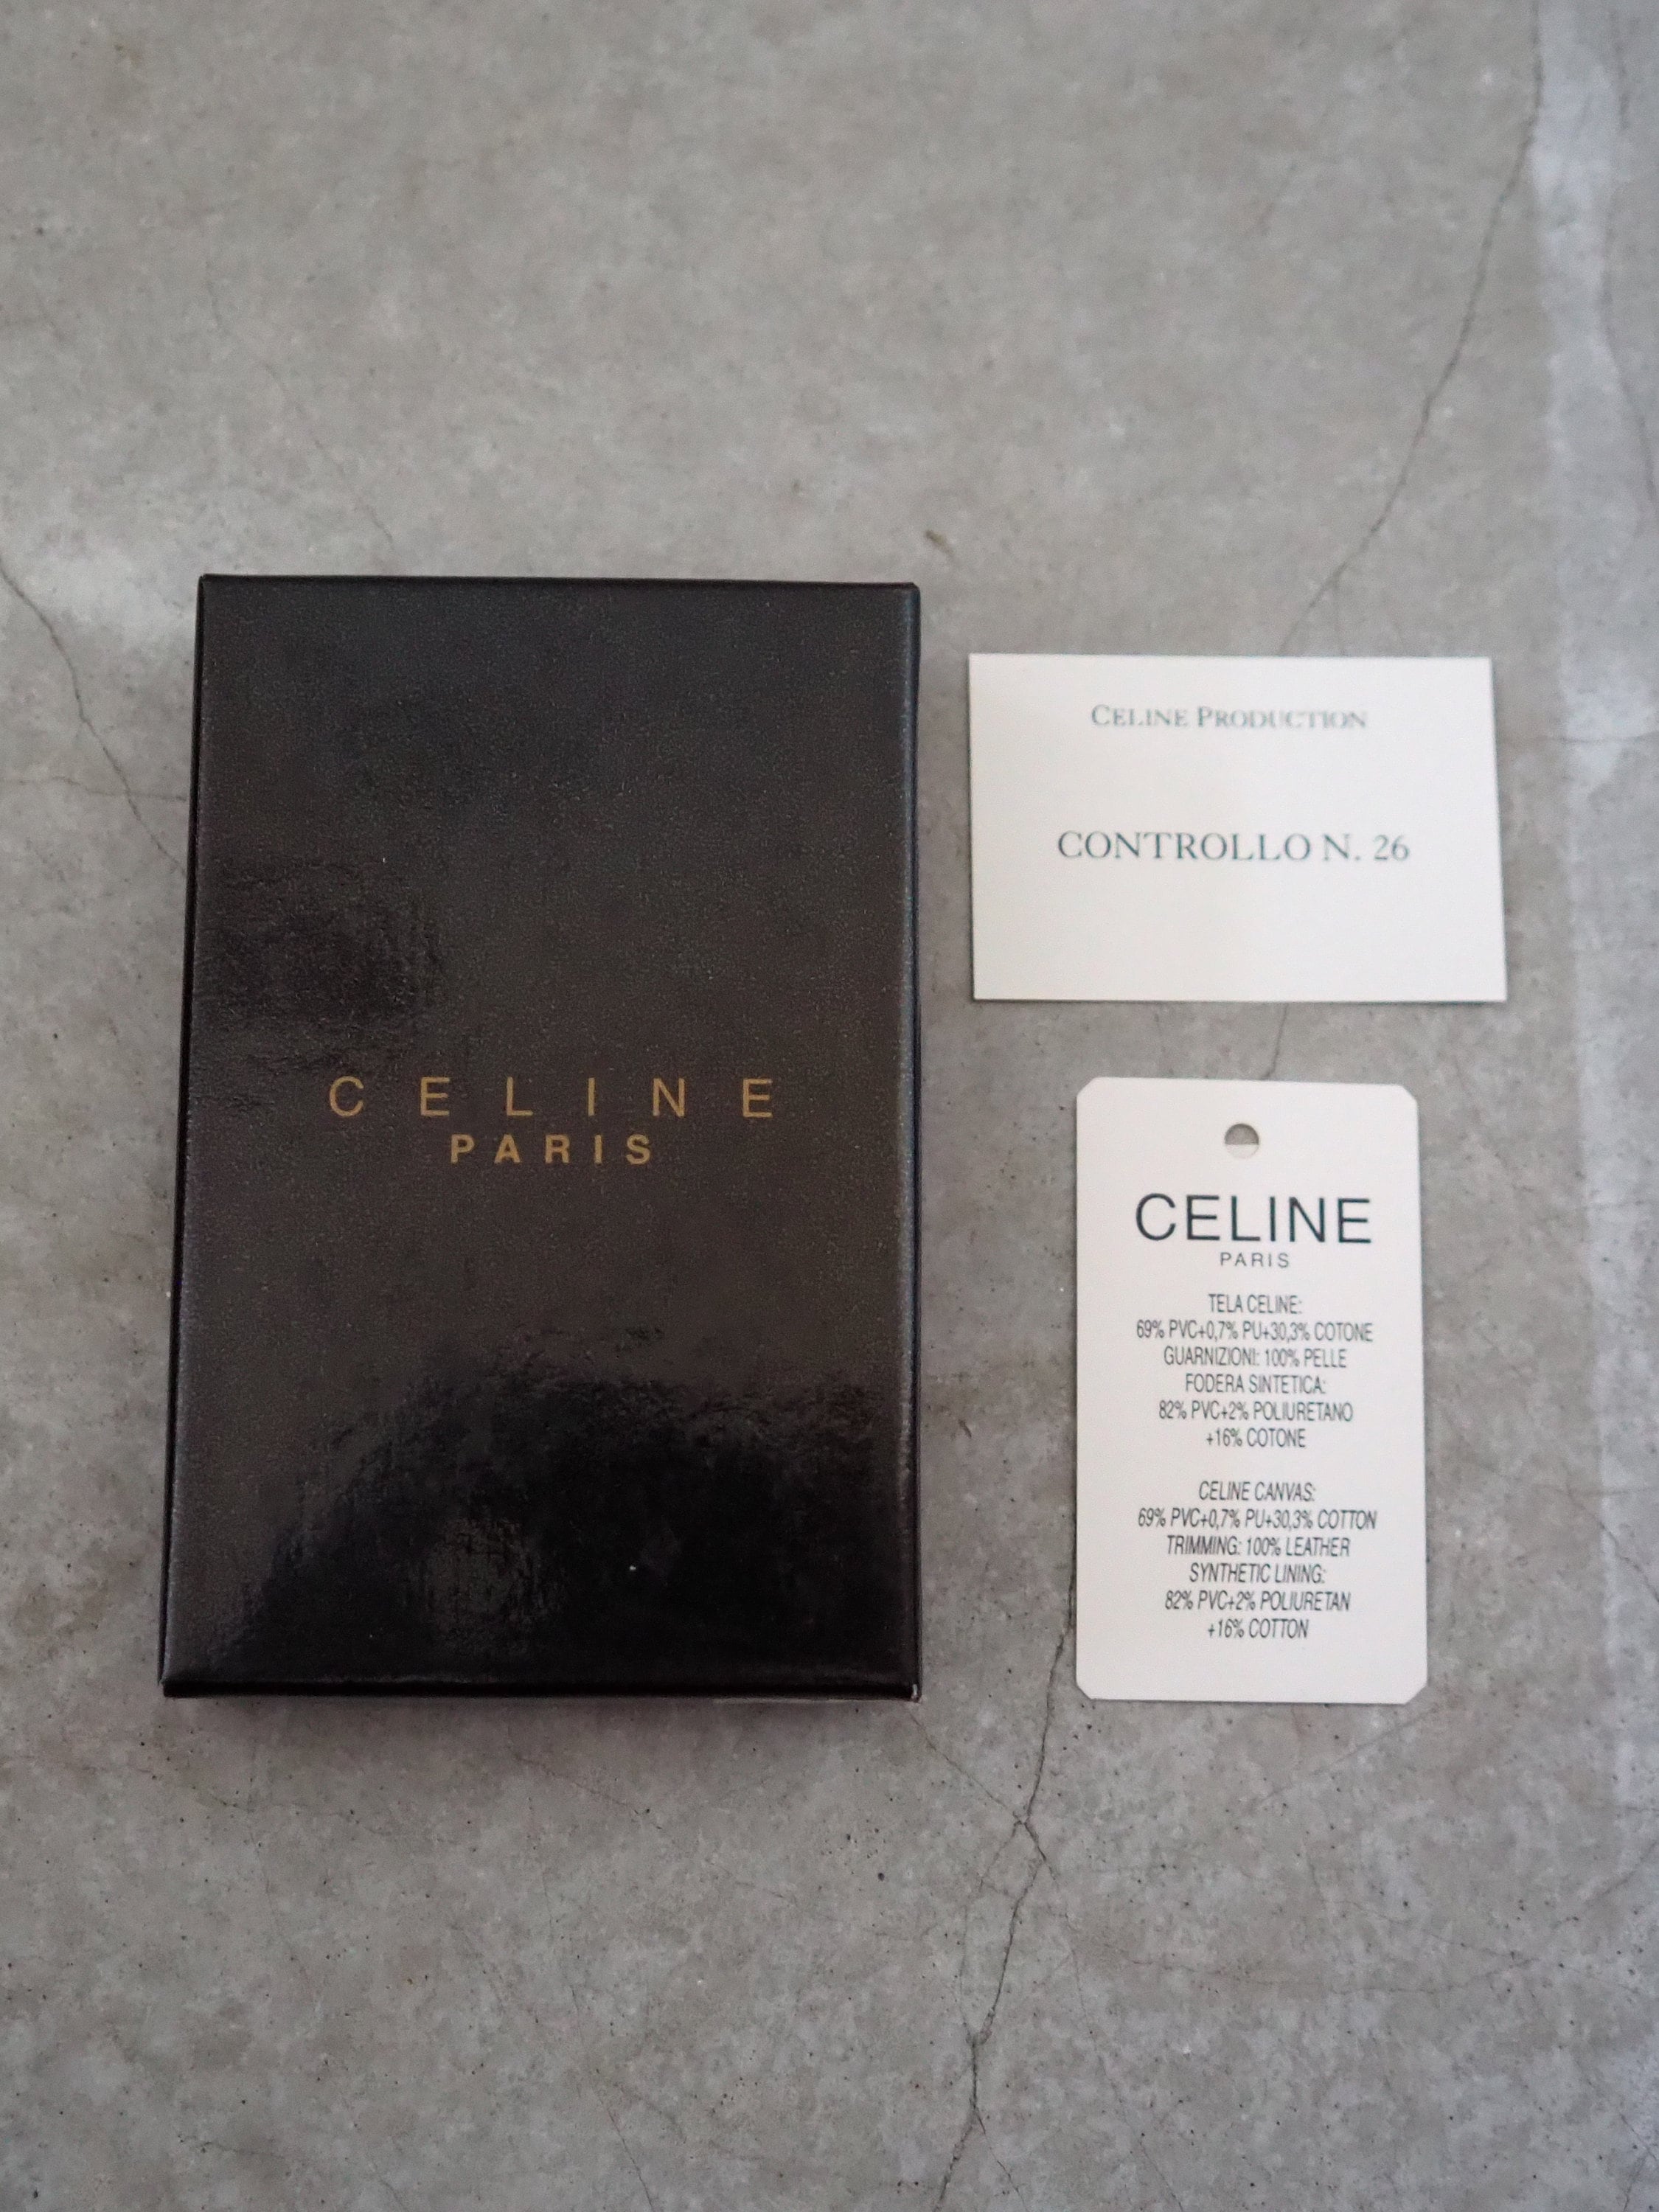 CELINE
PARIS
CELINE PRODUCTION
CONTROLLO N. 26
CELINE
PARIS
TELA CELINE:
69% PVC+0,7% PU+30,3% COTONE
GUARNIZIONI: 100% PELLE
FODERA SINTETICA:
82% PVC+2% POLIURETANO
+16% COTONE
CELINE CANVAS:
69% PVC+0,7% PU+30,3% COTTON
TRIMMING: 100% LEATHER
SYNTHETIC LINING:
82% PVC+2% POLIURETAN
+16% COTTON